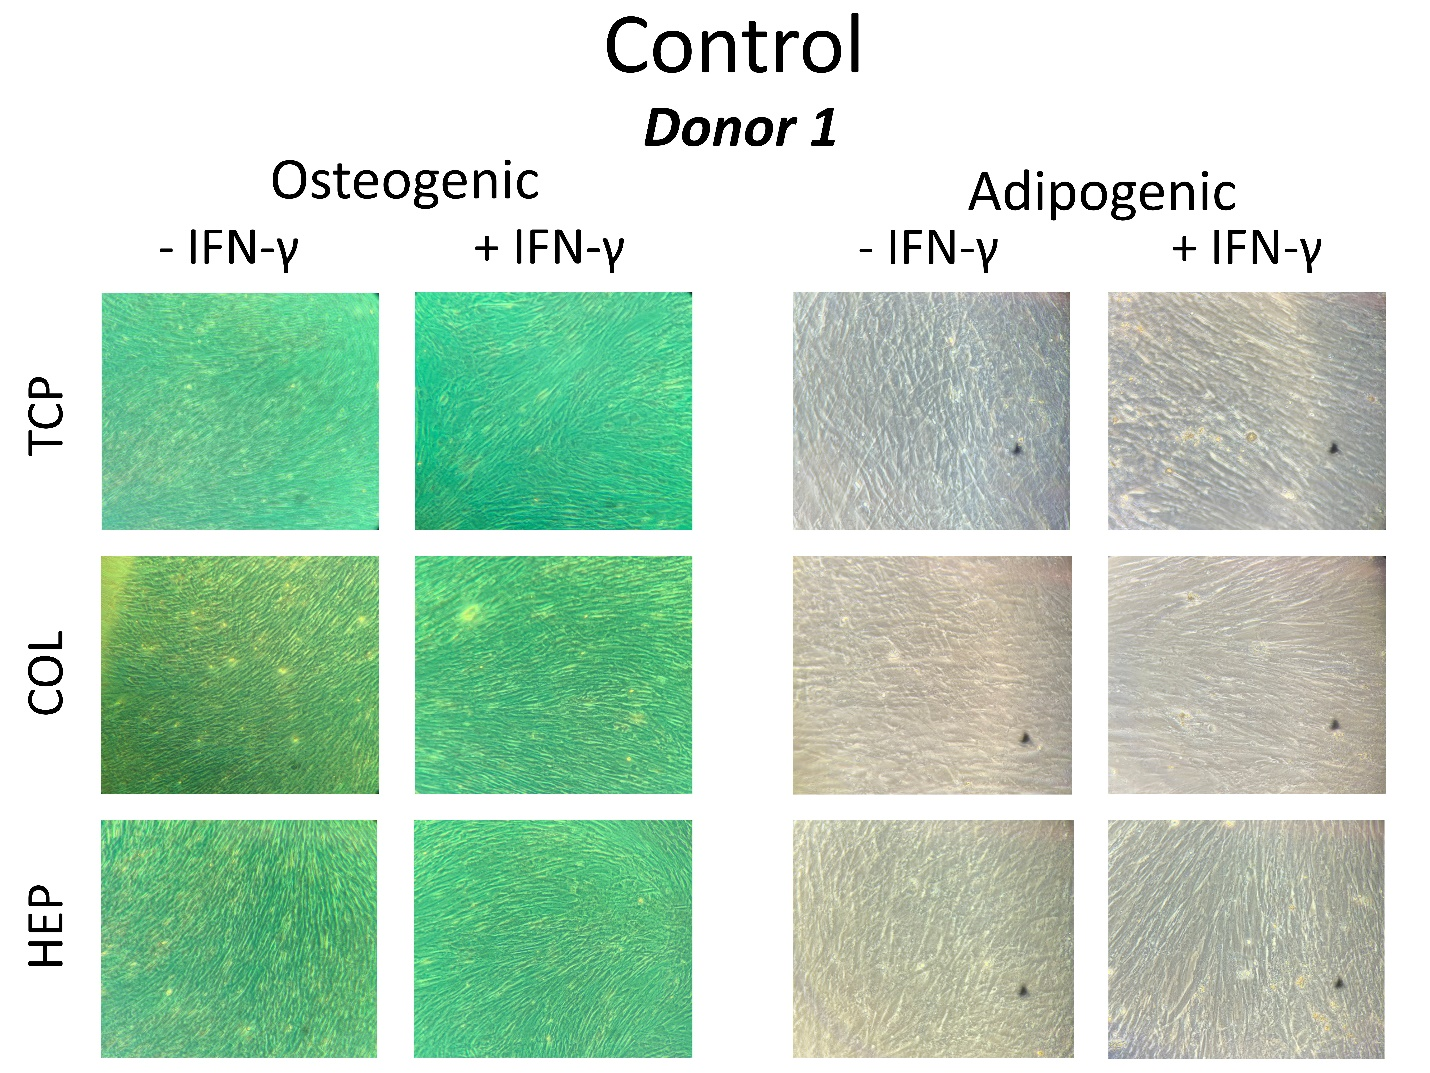 Control
Donor 1
Osteogenic
Adipogenic
- IFN-γ
+ IFN-γ
- IFN-γ
+ IFN-γ
TCP
COL
HEP